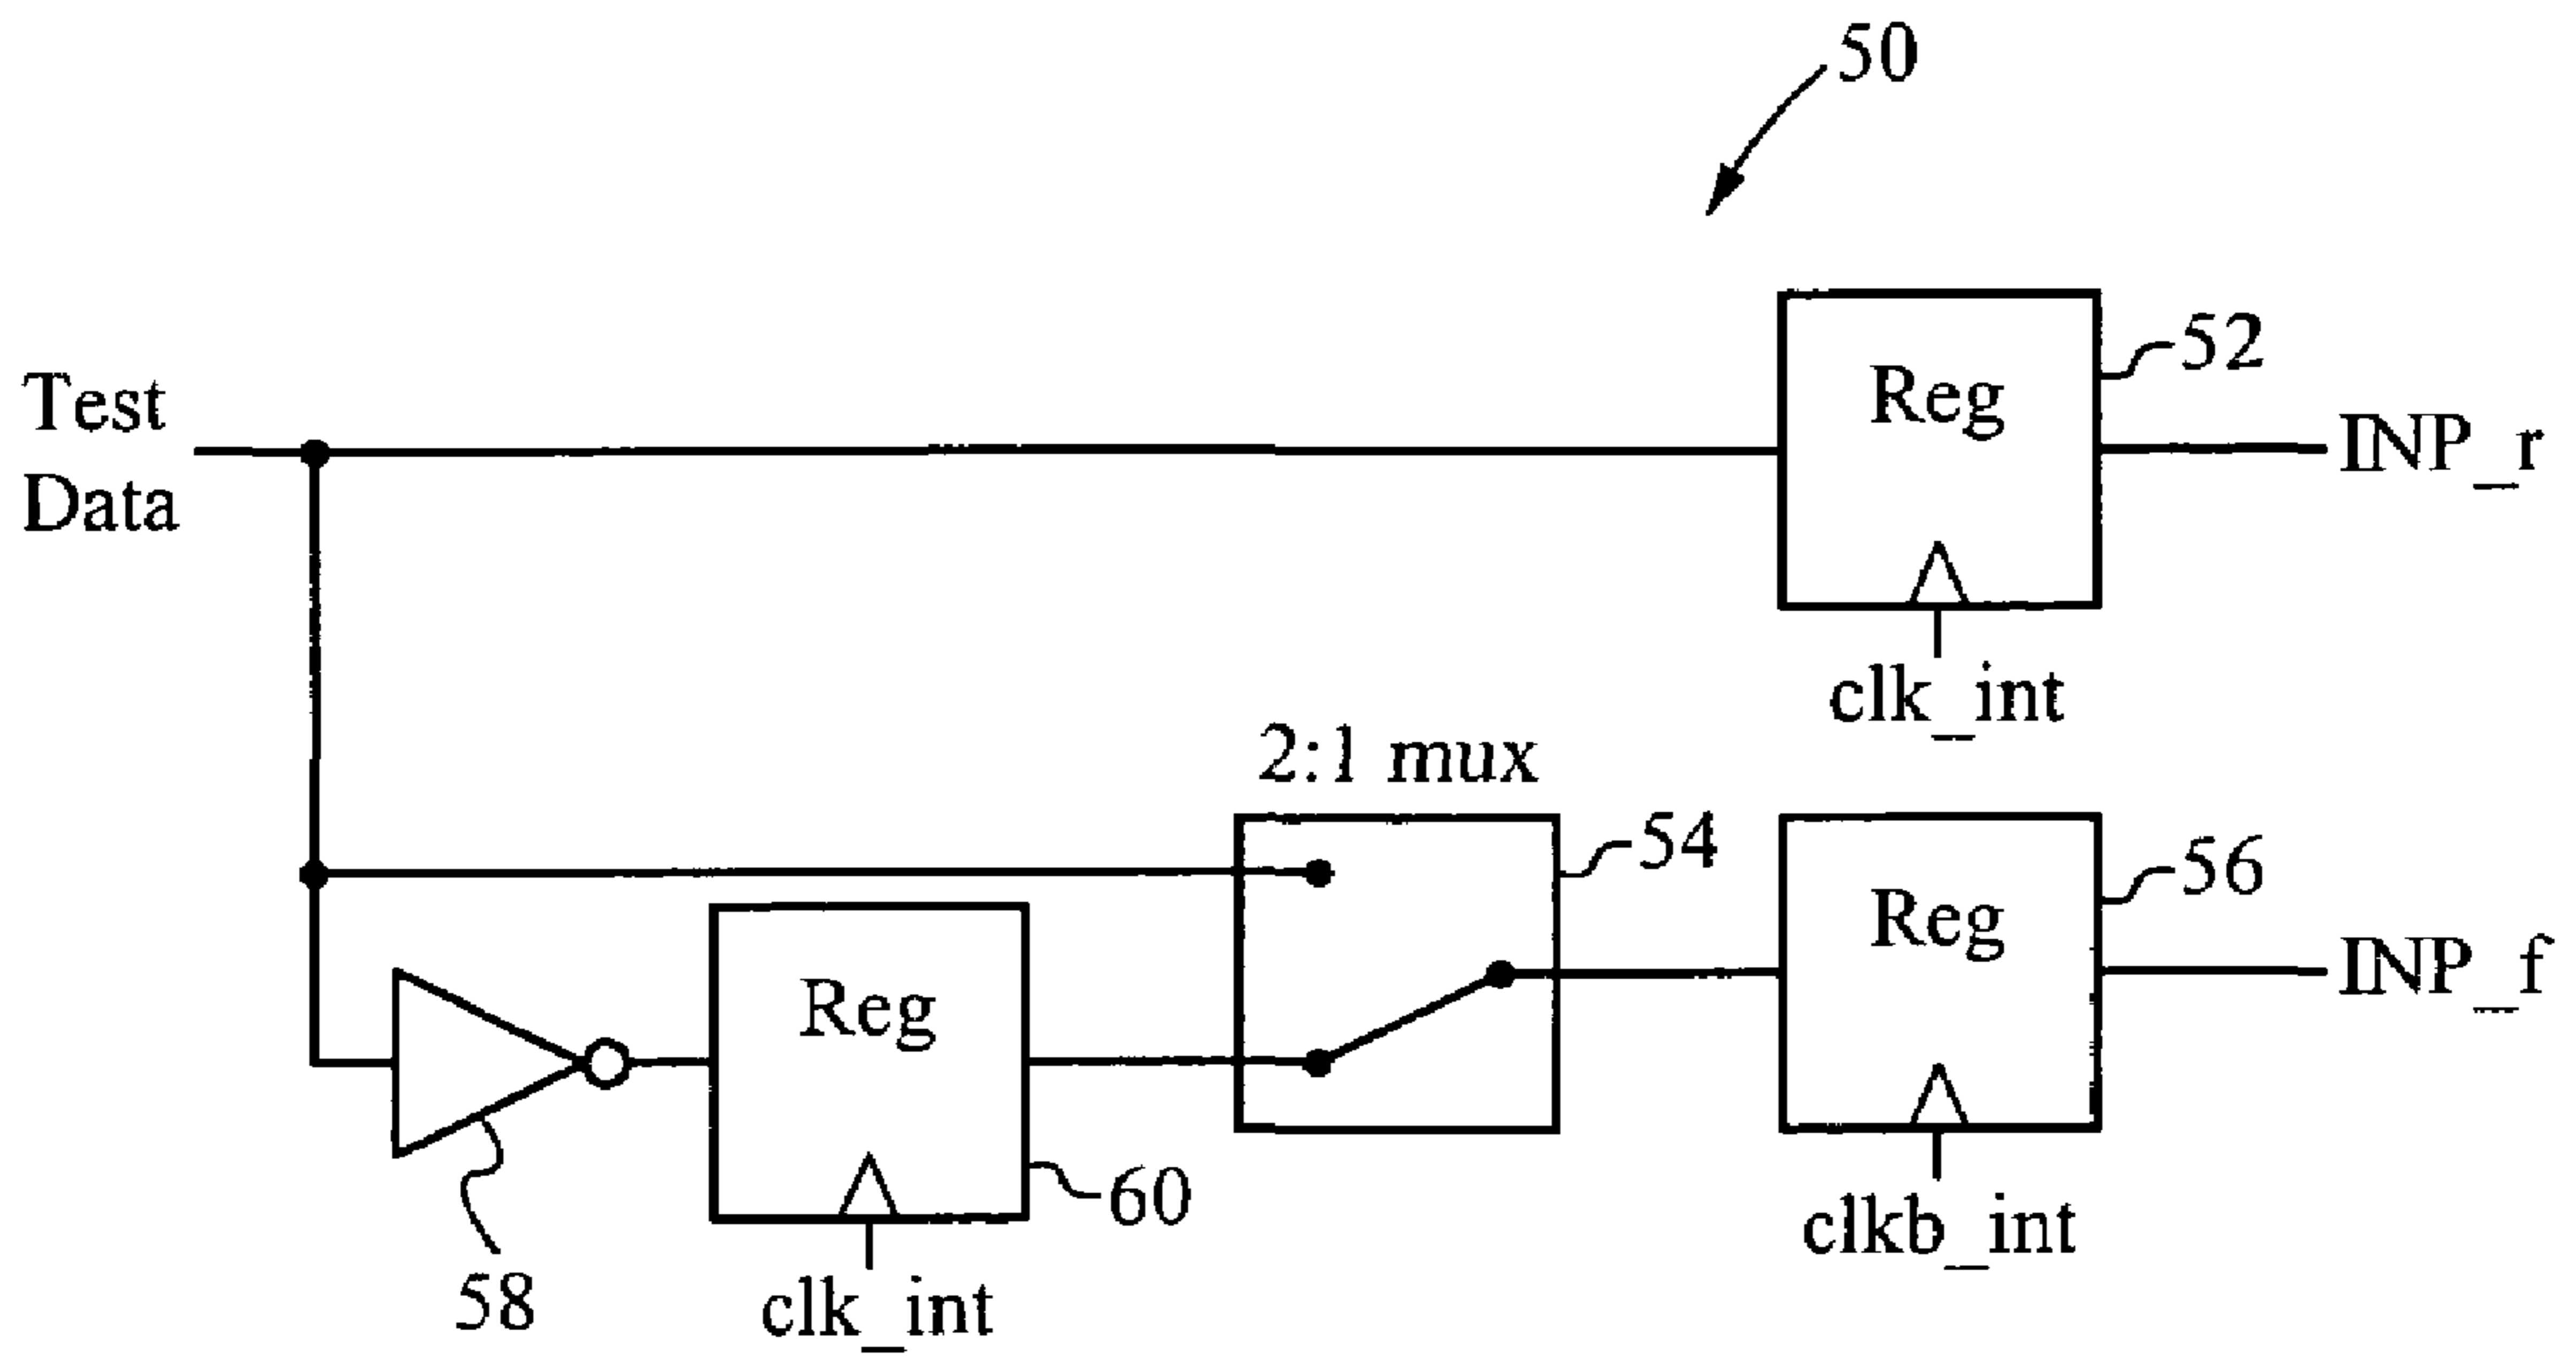 50
Test
Data
Reg
52
INP_r
clk_int
2:1 mux
54
Reg
56
INP_f
clkb_int
Reg
60
clk_int
58